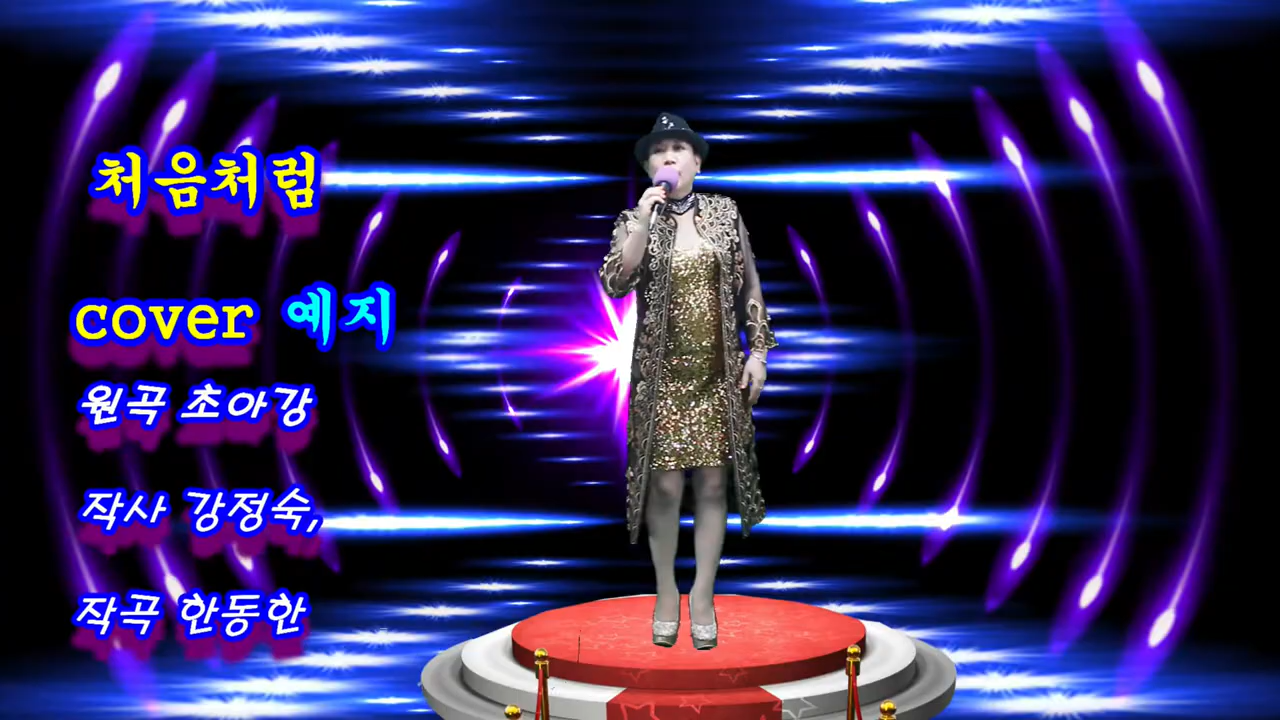 처음처럼
cover 예지
원곡 초아강
작사 강정숙,
작곡 한동한